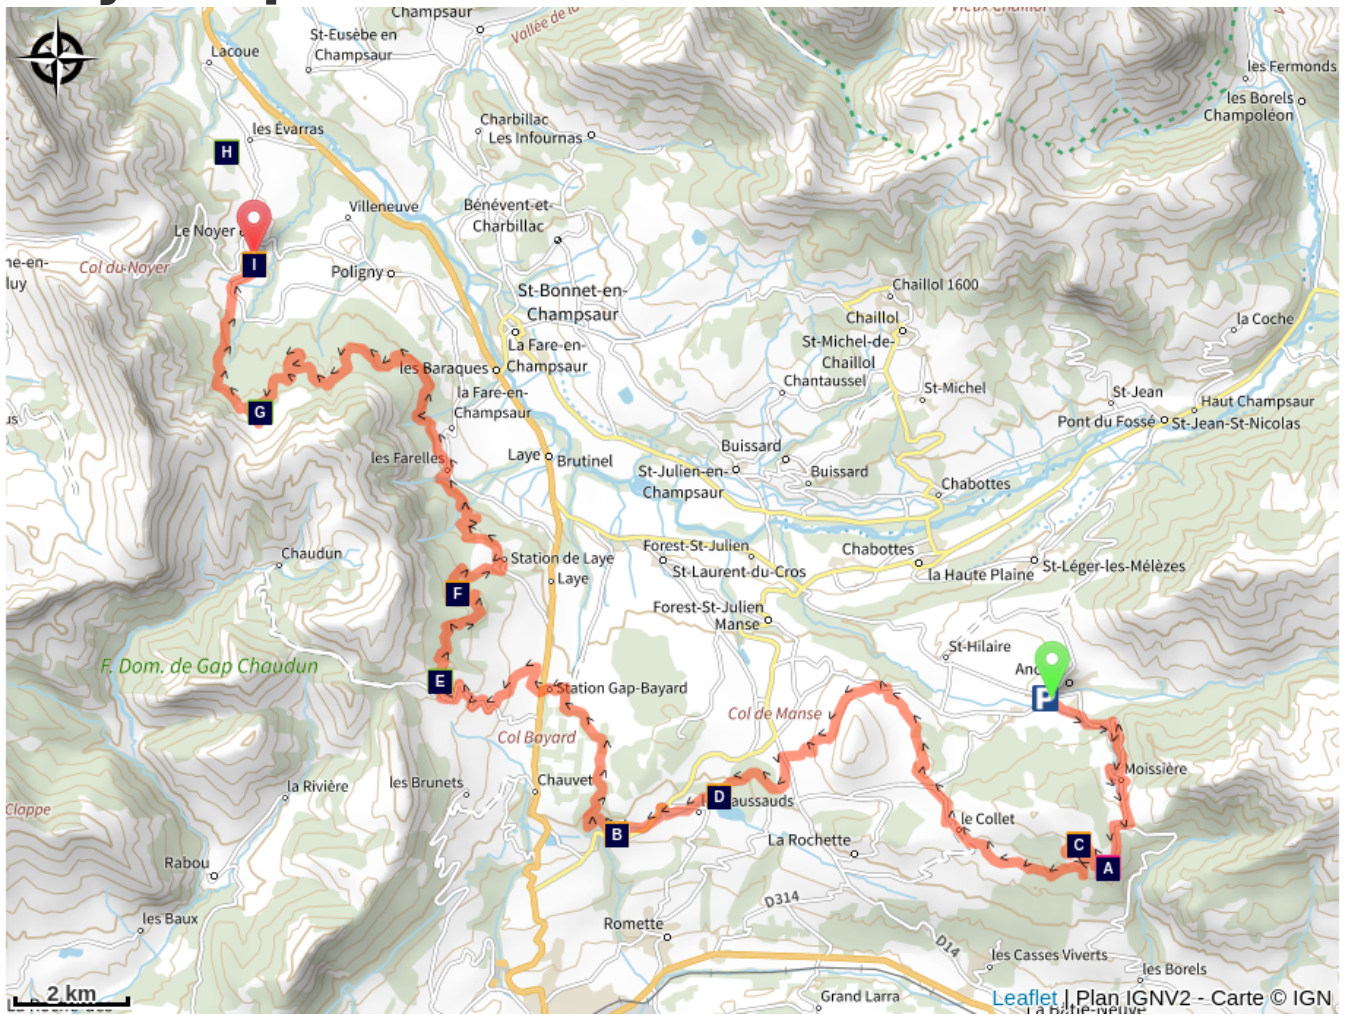 Champsaur
Vallée de la
Vieux Chaillol
St-Eusèbe en
Champsaur
Lacoue
les Fermonds
les Borels
Champoléon
Charbillac
Les Infournas
les Évarras
H
Villeneuve
Bénévent-et-
Charbillac
Le Noyer
I
Col du Noyer
Poligny
St-Bonnet-en-
Champsaur
Chaillol 1600
Chaillol
la Coche
La Fare-en-
Champsaur
St-Michel-de-
Chaillol
les Baraques
Chantaussel
St-Michel
St-Jean
la Fare-en-
Champsaur
Haut Champsaur
G
Pont du Fossé
St-Jean-St-Nicolas
les Farelles
Laye
Brutinel
Buissard
Buissard
St-Julien-en-
Champsaur
Chabottes
Chaudun
Station de Laye
Forest-St-Julien
Chabottes
St-Laurent-du-Cros
la Haute Plaine
St-Léger-les-Mélèzes
Laye
F
Forest-St-Julien
Manse
St-Hilaire
F. Dom. de Gap Chaudun
E
Station Gap-Bayard
P
Col de Manse
Col Bayard
Moissière
la Rivière
les Brunets
Chauvet
D
le Collet
B
La Rochette
C
A
Rabou
D314
les Baux
Romette
D14
les Casses Viverts
les Borels
2 km
Grand Larra
Leaflet | Plan IGNV2 - Carte © IGN
La Bâtie-Neuve